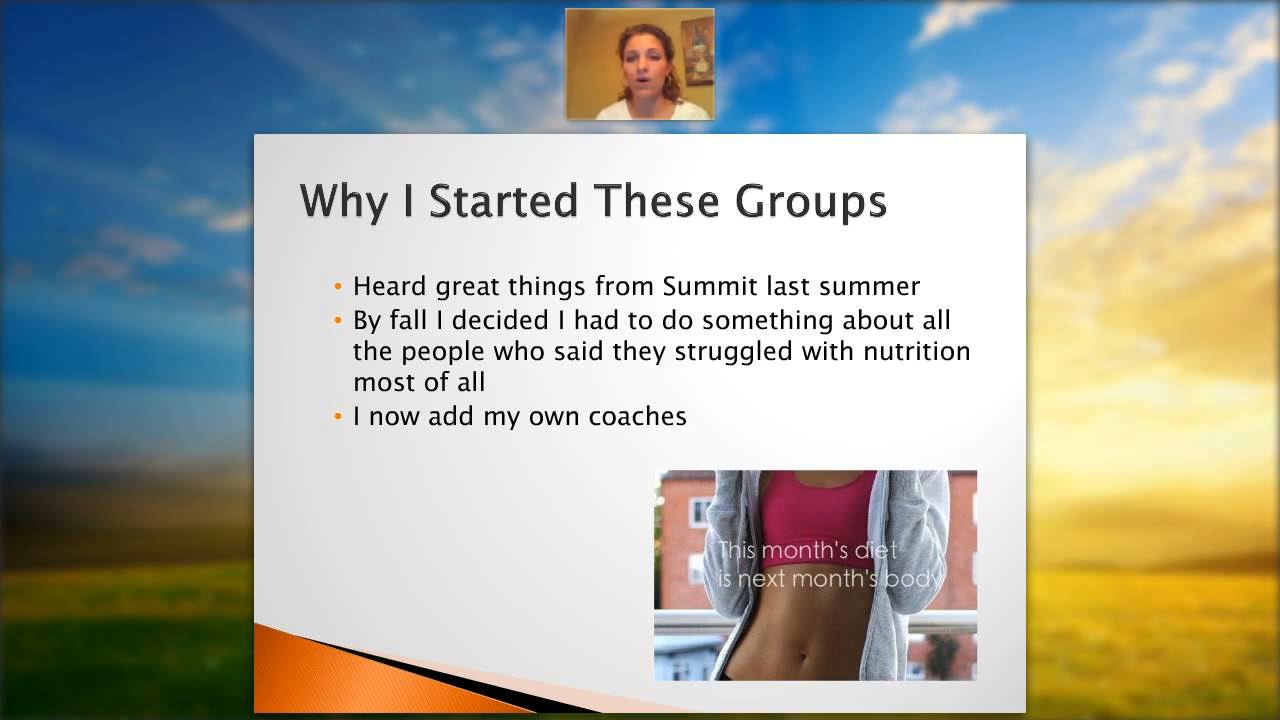 Why I Started These Groups
• Heard great things from Summit last summer
• By fall I decided I had to do something about all
the people who said they struggled with nutrition
most of all
• I now add my own coaches
This month's diet
is next month's body